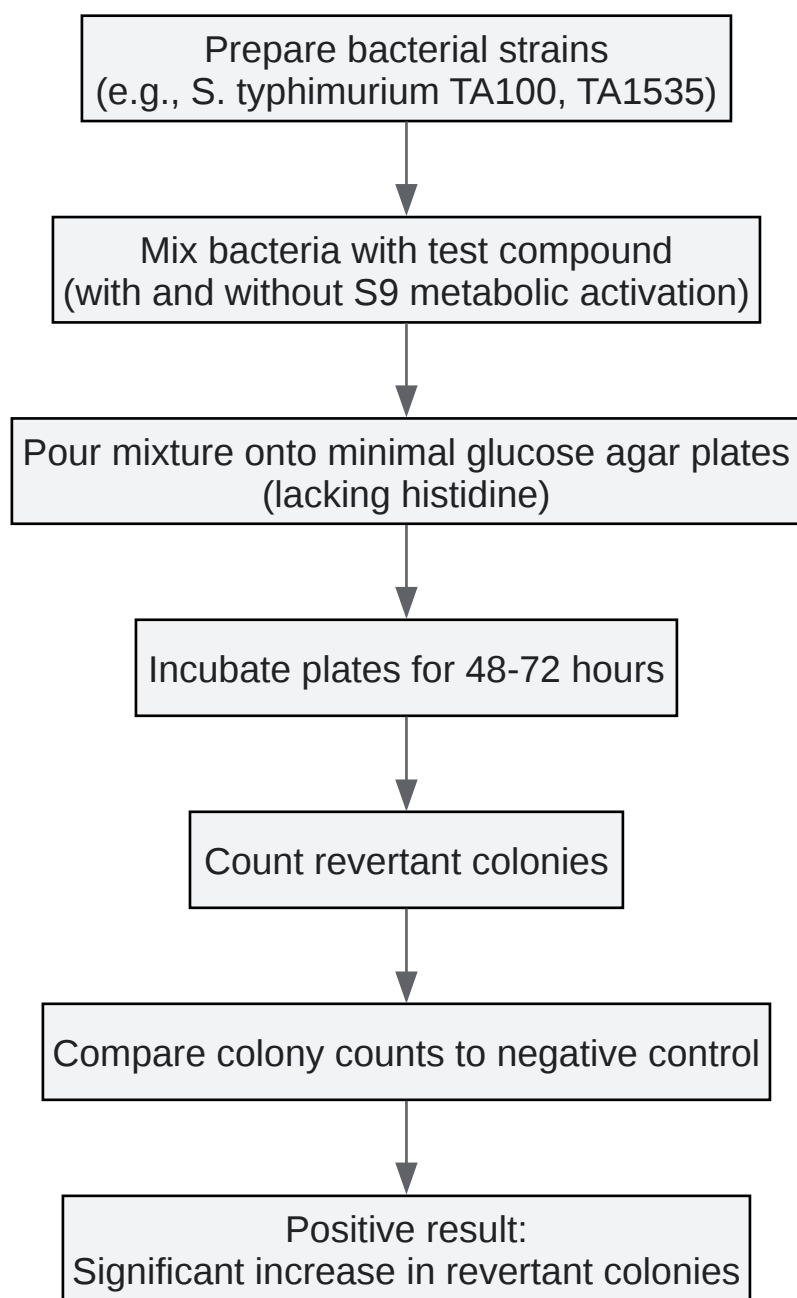 Prepare bacterial strains
(e.g., S. typhimurium TA100, TA1535)
Mix bacteria with test compound
(with and without S9 metabolic activation)
Pour mixture onto minimal glucose agar plates
(lacking histidine)
Incubate plates for 48-72 hours
Count revertant colonies
Compare colony counts to negative control
Positive result:
Significant increase in revertant colonies